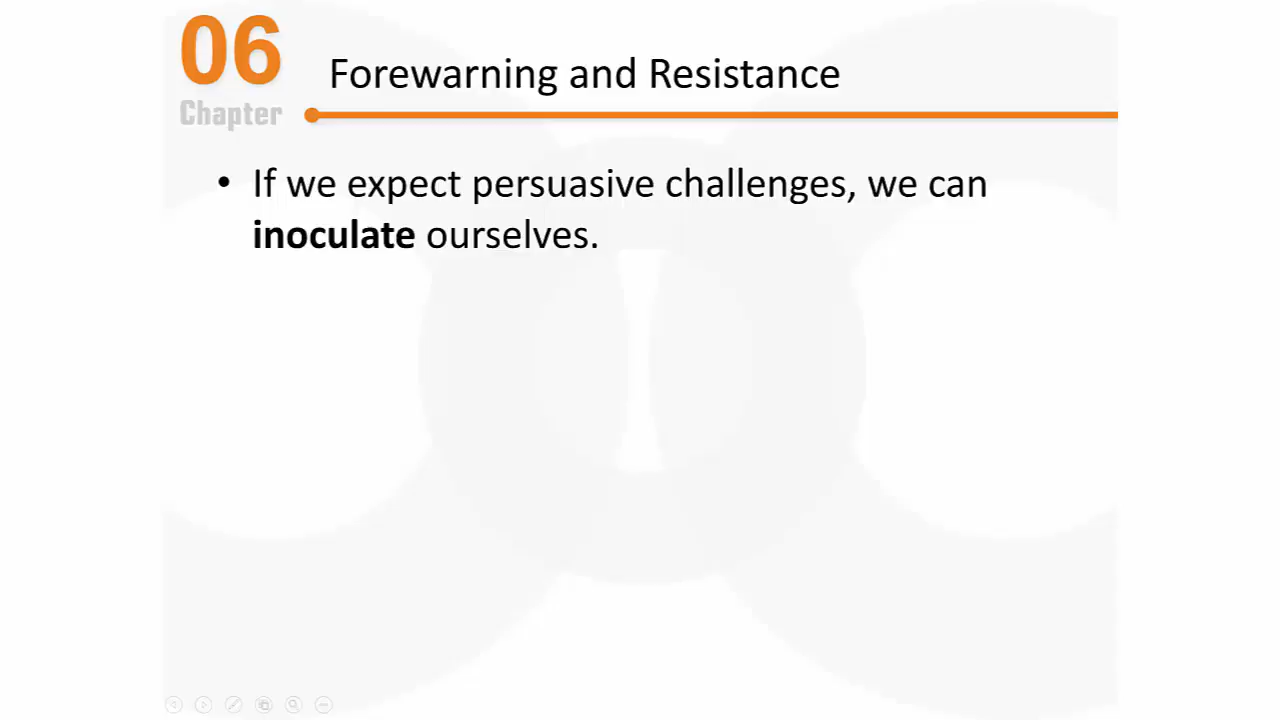 06
Chapter
Forewarning and Resistance
• If we expect persuasive challenges, we can
inoculate ourselves.